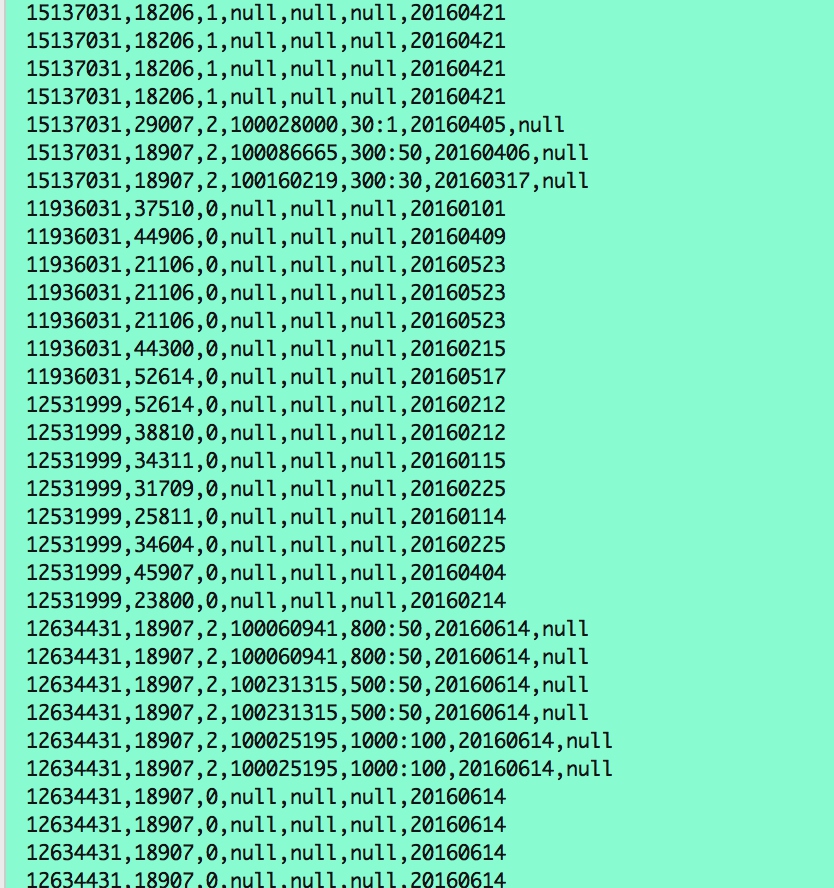 15137031,18206,1,null,null,null,20160421
15137031,18206,1,null,null,null,20160421
15137031,18206,1,null,null,null,20160421
15137031,18206,1,null,null,null,20160421
15137031,29007,2,100028000,30:1,20160405,null
15137031,18907,2,100086665,300:50,20160406,null
15137031,18907,2,100160219,300:30,20160317,null
11936031,37510,0,null,null,null,20160101
11936031,44906,0,null,null,null,20160409
11936031,21106,0,null,null,null,20160523
11936031,21106,0,null,null,null,20160523
11936031,21106,0,null,null,null,20160523
11936031,44300,0,null,null,null,20160215
11936031,52614,0,null,null,null,20160517
12531999,52614,0,null,null,null,20160212
12531999,38810,0,null,null,null,20160212
12531999,34311,0,null,null,null,20160115
12531999,31709,0,null,null,null,20160225
12531999,25811,0,null,null,null,20160114
12531999,34604,0,null,null,null,20160225
12531999,45907,0,null,null,null,20160404
12531999,23800,0,null,null,null,20160214
12634431,18907,2,100060941,800:50,20160614,null
12634431,18907,2,100060941,800:50,20160614,null
12634431,18907,2,100231315,500:50,20160614,null
12634431,18907,2,100231315,500:50,20160614,null
12634431,18907,2,100025195,1000:100,20160614,null
12634431,18907,2,100025195,1000:100,20160614,null
12634431,18907,0,null,null,null,20160614
12634431,18907,0,null,null,null,20160614
12634431,18907,0,null,null,null,20160614
12634431,18907,0,null,null,null,20160614